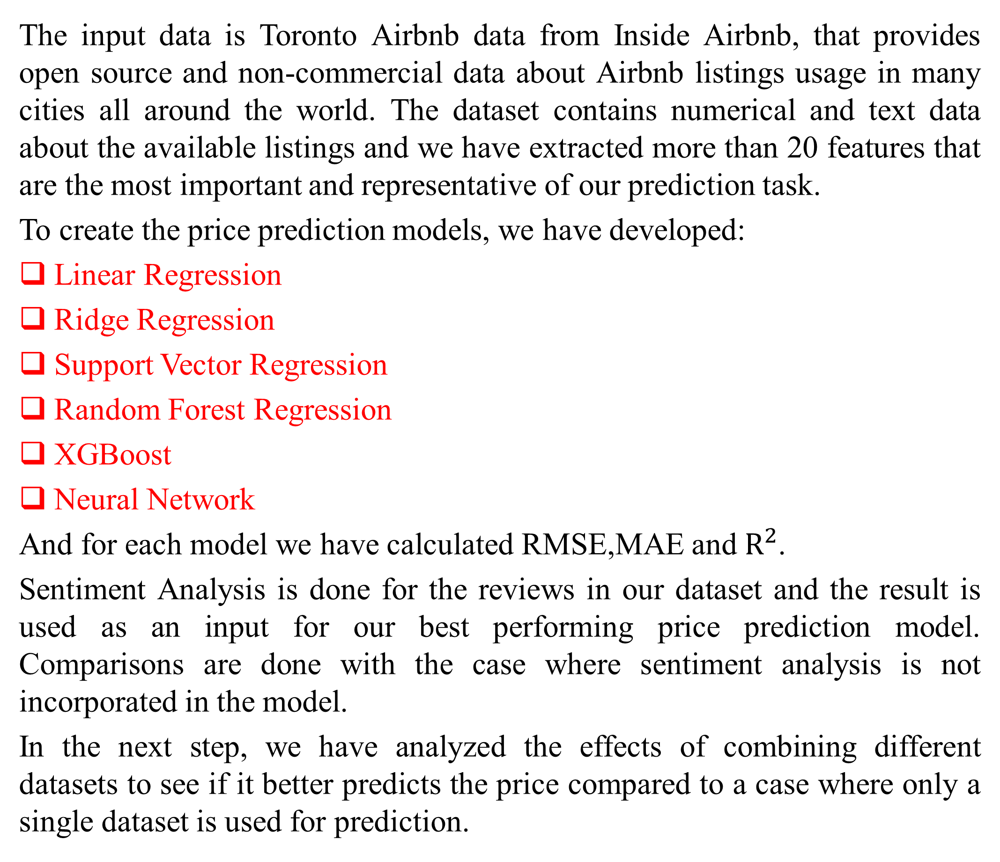 The input data is Toronto Airbnb data from Inside Airbnb, that provides
open source and non-commercial data about Airbnb listings usage in many
cities all around the world. The dataset contains numerical and text data
about the available listings and we have extracted more than 20 features that
are the most important and representative of our prediction task.
To create the price prediction models, we have developed:
❑ Linear Regression
❑ Ridge Regression
❑ Support Vector Regression
❑ Random Forest Regression
❑ XGBoost
❑ Neural Network
And for each model we have calculated RMSE,MAE and R².
Sentiment Analysis is done for the reviews in our dataset and the result is
used as an input for our best performing price prediction model.
Comparisons are done with the case where sentiment analysis is not
incorporated in the model.
In the next step, we have analyzed the effects of combining different
datasets to see if it better predicts the price compared to a case where only a
single dataset is used for prediction.